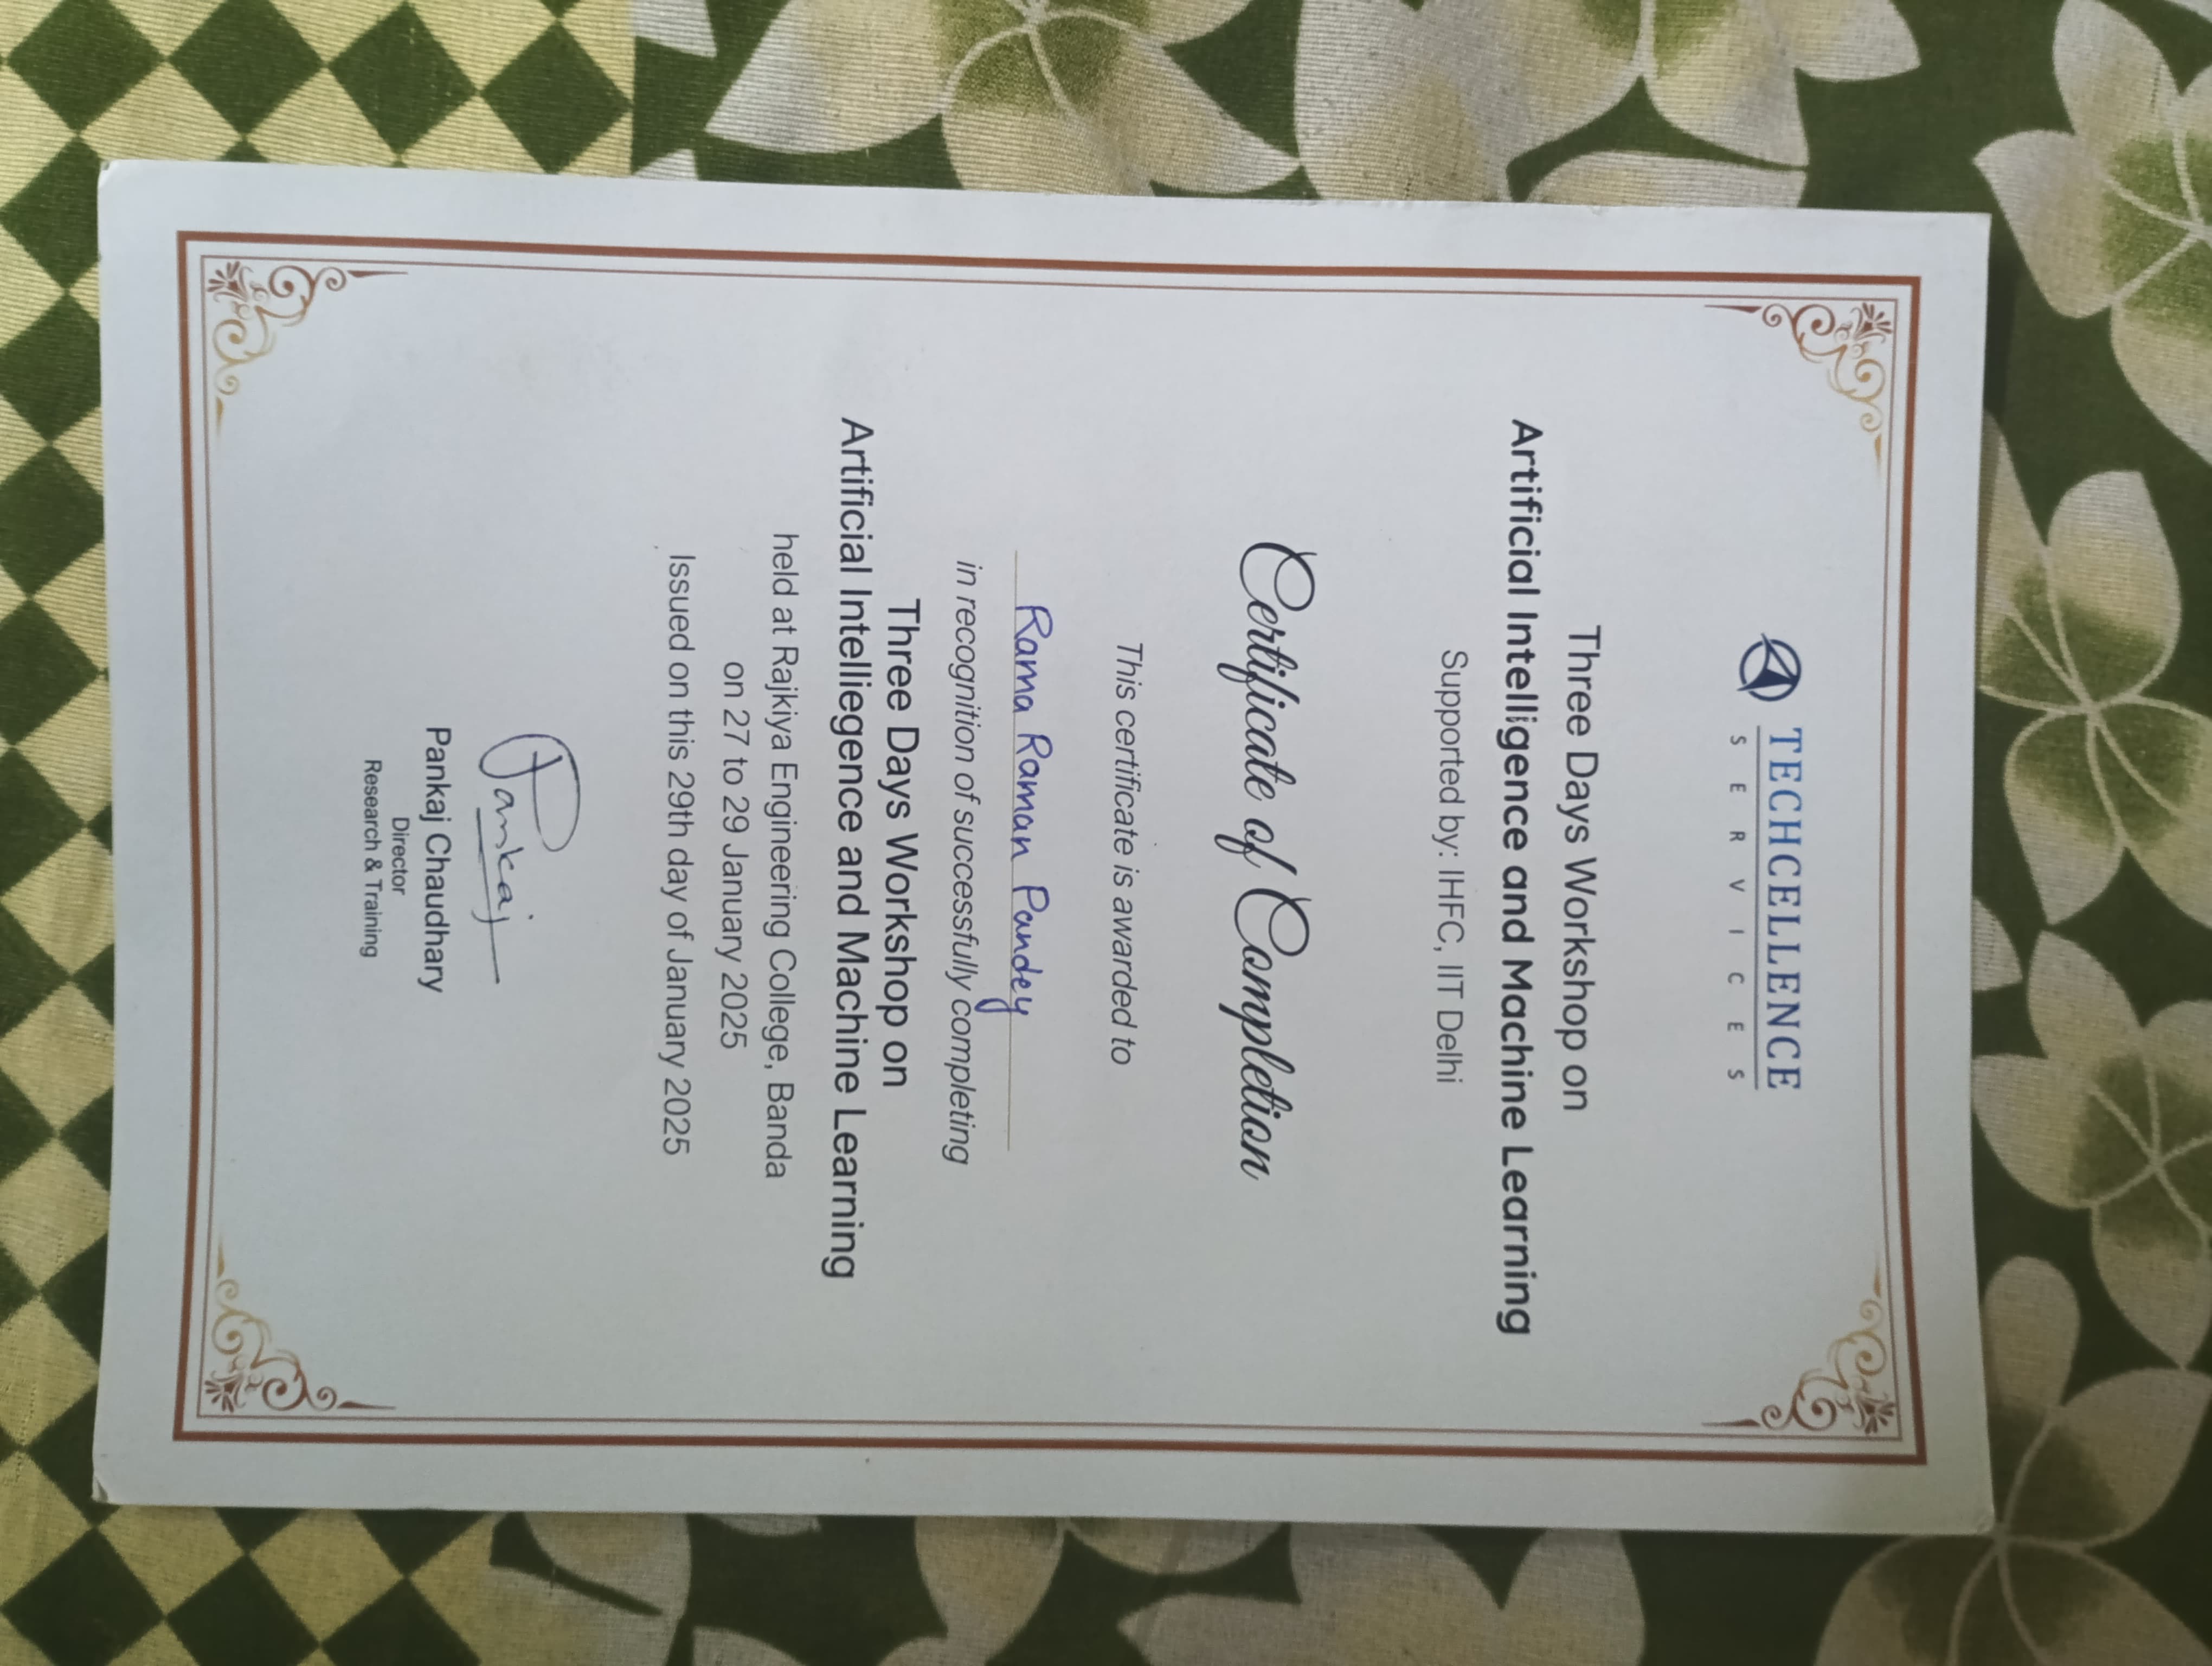 TECHCELLENCE
SERVICES
Three Days Workshop on
Artificial Intelligence and Machine Learning
Supported by: IHFC, IIT Delhi
Certificate of Completion
This certificate is awarded to
Rama Raman Pandey
in recognition of successfully completing
Three Days Workshop on
Artificial Intelliegence and Machine Learning
held at Rajkiya Engineering College, Banda
on 27 to 29 January 2025
Issued on this 29th day of January 2025
Pankaj
Pankaj Chaudhary
Director
Research & Training